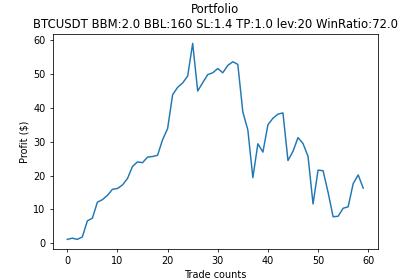 Portfolio
BTCUSDT BBM:2.0 BBL:160 SL:1.4 TP:1.0 lev:20 WinRatio:72.0
60
50
40
30
20
10
0
Profit ($)
0 10 20 30 40 50 60
Trade counts